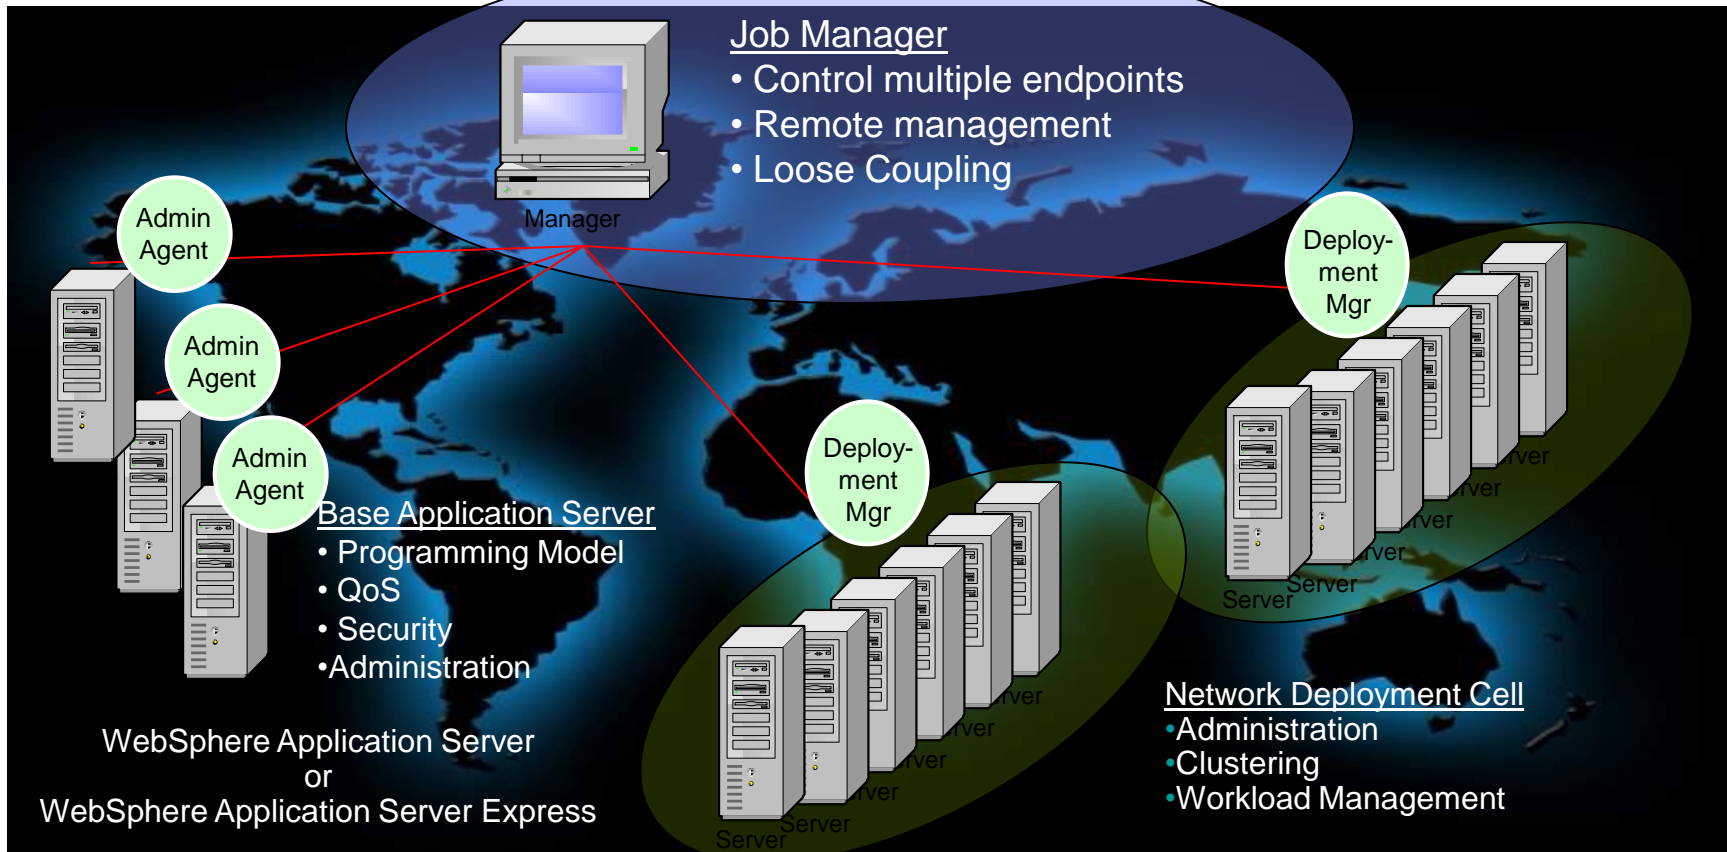 Job Manager
• Control multiple endpoints
• Remote management
• Loose Coupling
Manager
Admin
Agent
Admin
Agent
Admin
Agent
Deploy-
ment
Mgr
Deploy-
ment
Mgr
Base Application Server
• Programming Model
• QoS
• Security
•Administration
WebSphere Application Server
or
WebSphere Application Server Express
Server
Server
Server
Server
Network Deployment Cell
•Administration
•Clustering
•Workload Management